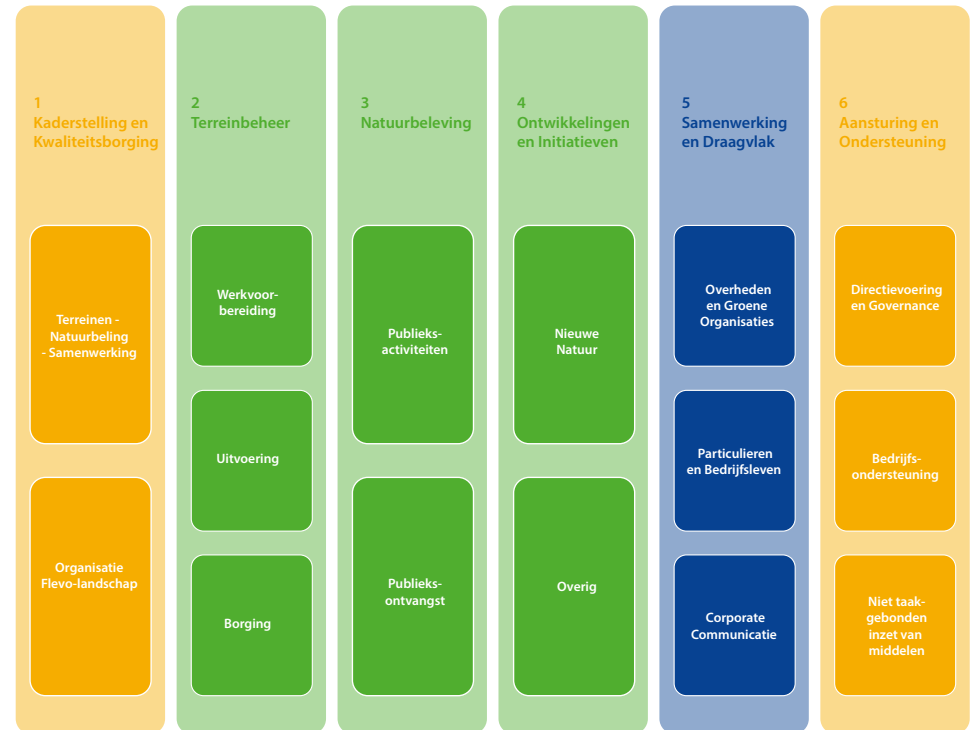 1
Kaderstelling en
Kwaliteitsborging
Terreinen -
Natuurbeling
- Samenwerking
Organisatie
Flevo-landschap
2
Terreinbeheer
Werkvoor-
bereiding
Uitvoering
Borging
3
Natuurbeleving
Publieks-
activiteiten
Publieks-
ontvangst
4
Ontwikkelingen
en Initiatieven
Nieuwe
Natuur
Overig
5
Samenwerking
en Draagvlak
Overheden
en Groene
Organisaties
Particulieren
en Bedrijfsleven
Corporate
Communicatie
6
Aansturing en
Ondersteuning
Directievoering
en Governance
Bedrijfs-
ondersteuning
Niet taak-
gebonden
inzet van
middelen